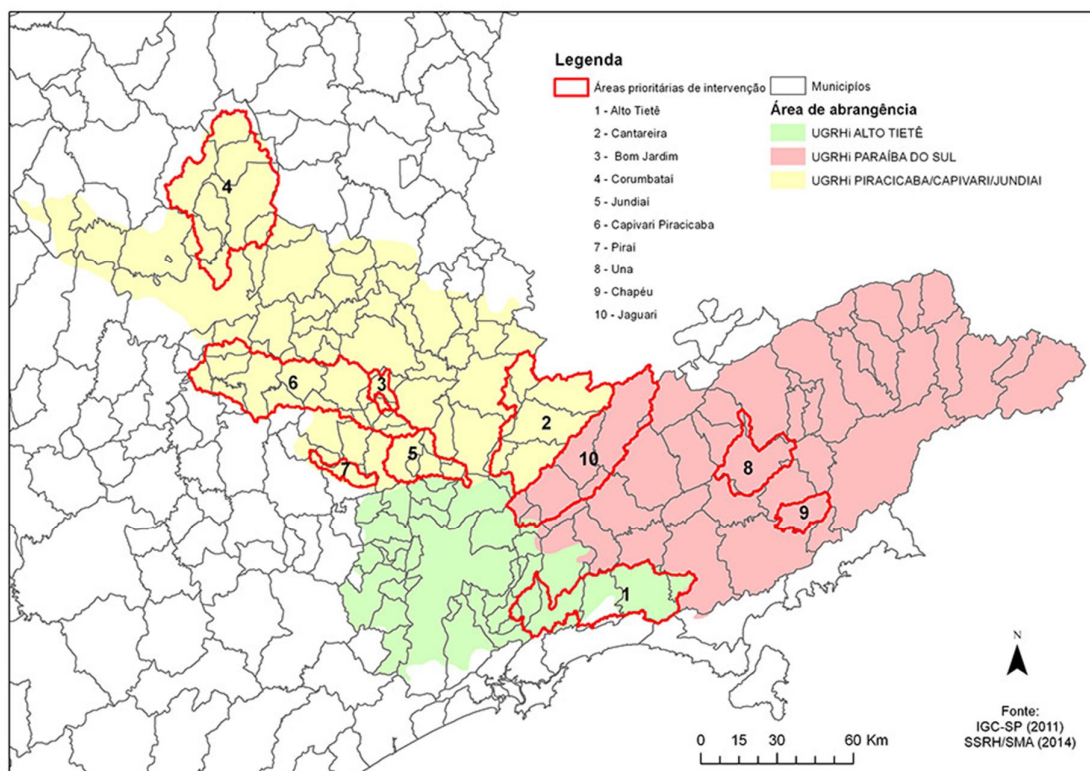 Legenda
Áreas prioritárias de intervenção
1 - Alto Tietê
2 - Cantareira
3 - Bom Jardim
4 - Corumbataí
5 - Jundiaí
6 - Capivari Piracicaba
7 - Piraí
8 - Una
9 - Chapéu
10 - Jaguari
Municipíos
Área de abrangência
UGRHi ALTO TIETÊ
UGRHi PARAÍBA DO SUL
UGRHi PIRACICABA/CAPIVARI/JUNDIAI
4
6
3
2
5
7
10
8
9
1
N
Fonte:
IGC-SP (2011)
SSRH/SMA (2014)
0 15 30 60 Km